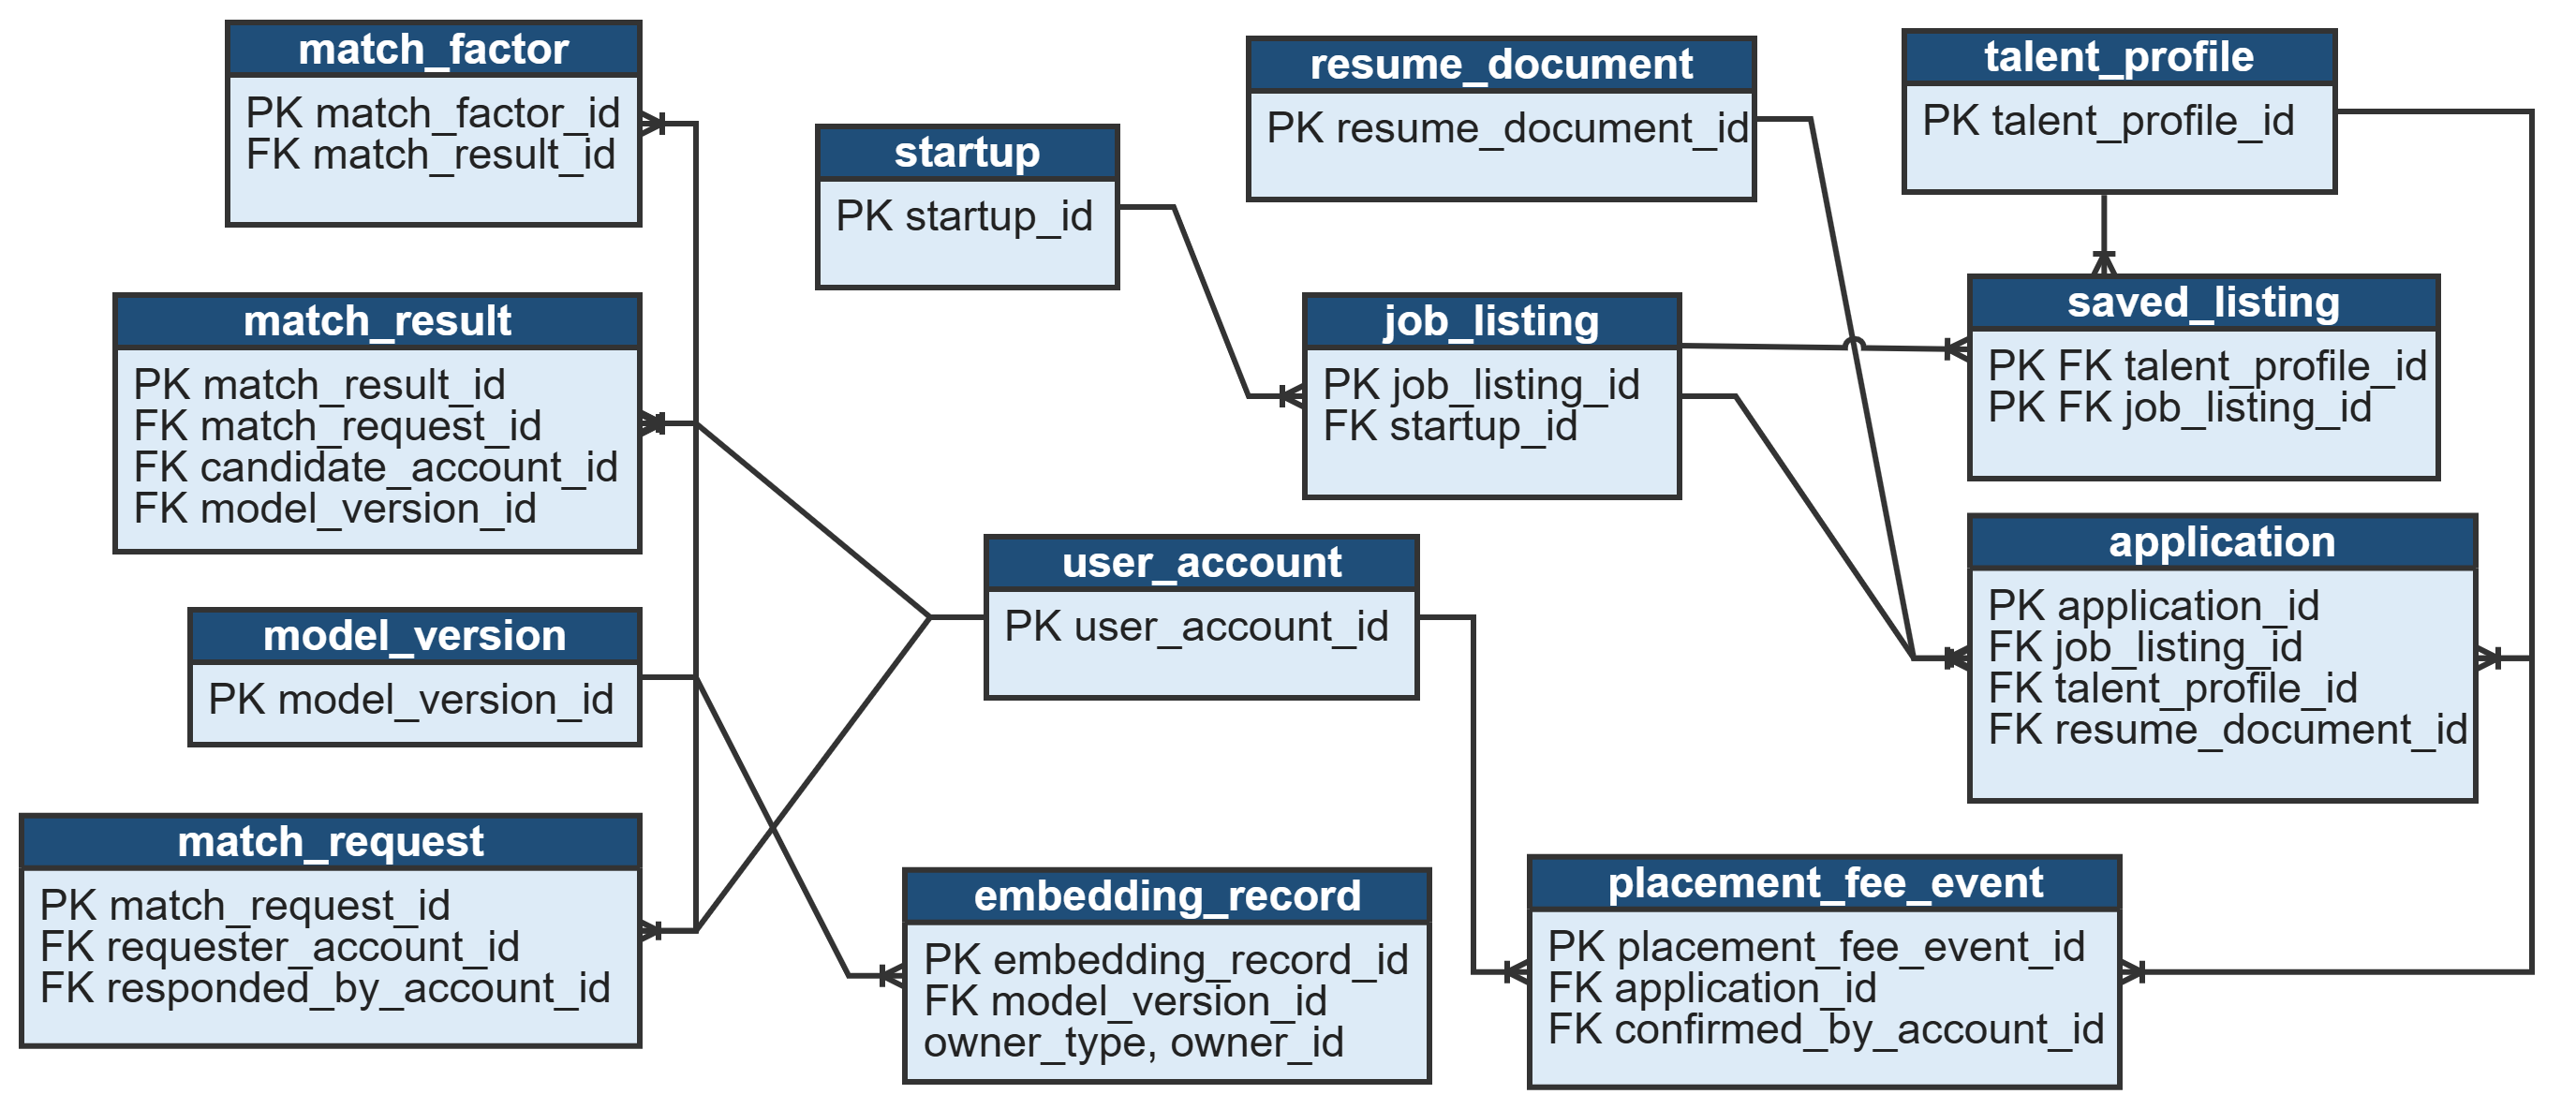 match_factor
PK match_factor_id
FK match_result_id
match_result
PK match_result_id
FK match_request_id
FK candidate_account_id
FK model_version_id
model_version
PK model_version_id
match_request
PK match_request_id
FK requester_account_id
FK responded_by_account_id
startup
PK startup_id
user_account
PK user_account_id
embedding_record
PK embedding_record_id
FK model_version_id
owner_type, owner_id
resume_document
PK resume_document_id
job_listing
PK job_listing_id
FK startup_id
talent_profile
PK talent_profile_id
saved_listing
PK FK talent_profile_id
PK FK job_listing_id
application
PK application_id
FK job_listing_id
FK talent_profile_id
FK resume_document_id
placement_fee_event
PK placement_fee_event_id
FK application_id
FK confirmed_by_account_id